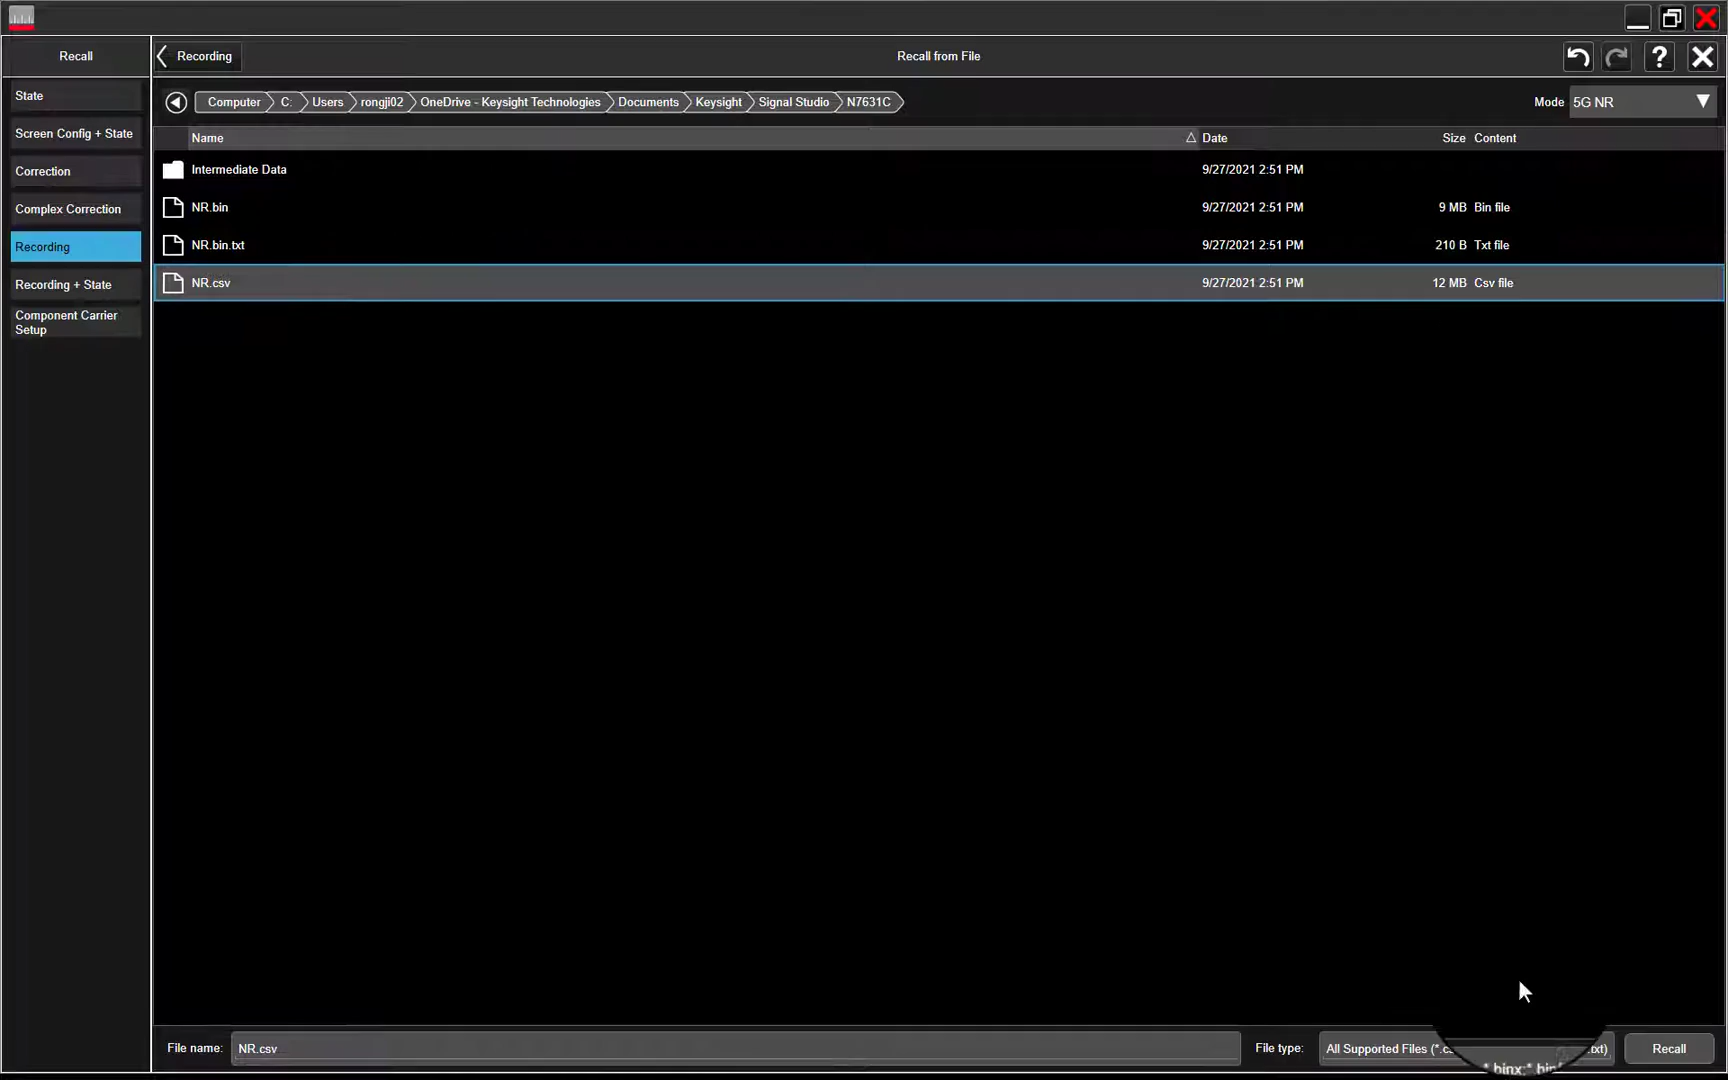 Recall
Recording
Recall from File
?
State
Screen Config + State
Correction
Complex Correction
Recording
Recording + State
Component Carrier
Setup
Computer C: Users rongji02 OneDrive - Keysight Technologies Documents Keysight Signal Studio N7631C
Mode 5G NR
Name Date Size Content
Intermediate Data 9/27/2021 2:51 PM
NR.bin 9/27/2021 2:51 PM 9 MB Bin file
NR.bin.txt 9/27/2021 2:51 PM 210 B Txt file
NR.csv 9/27/2021 2:51 PM 12 MB Csv file
File name: NR.csv
File type: All Supported Files (*.c txt)
*.binx;*.bin
Recall